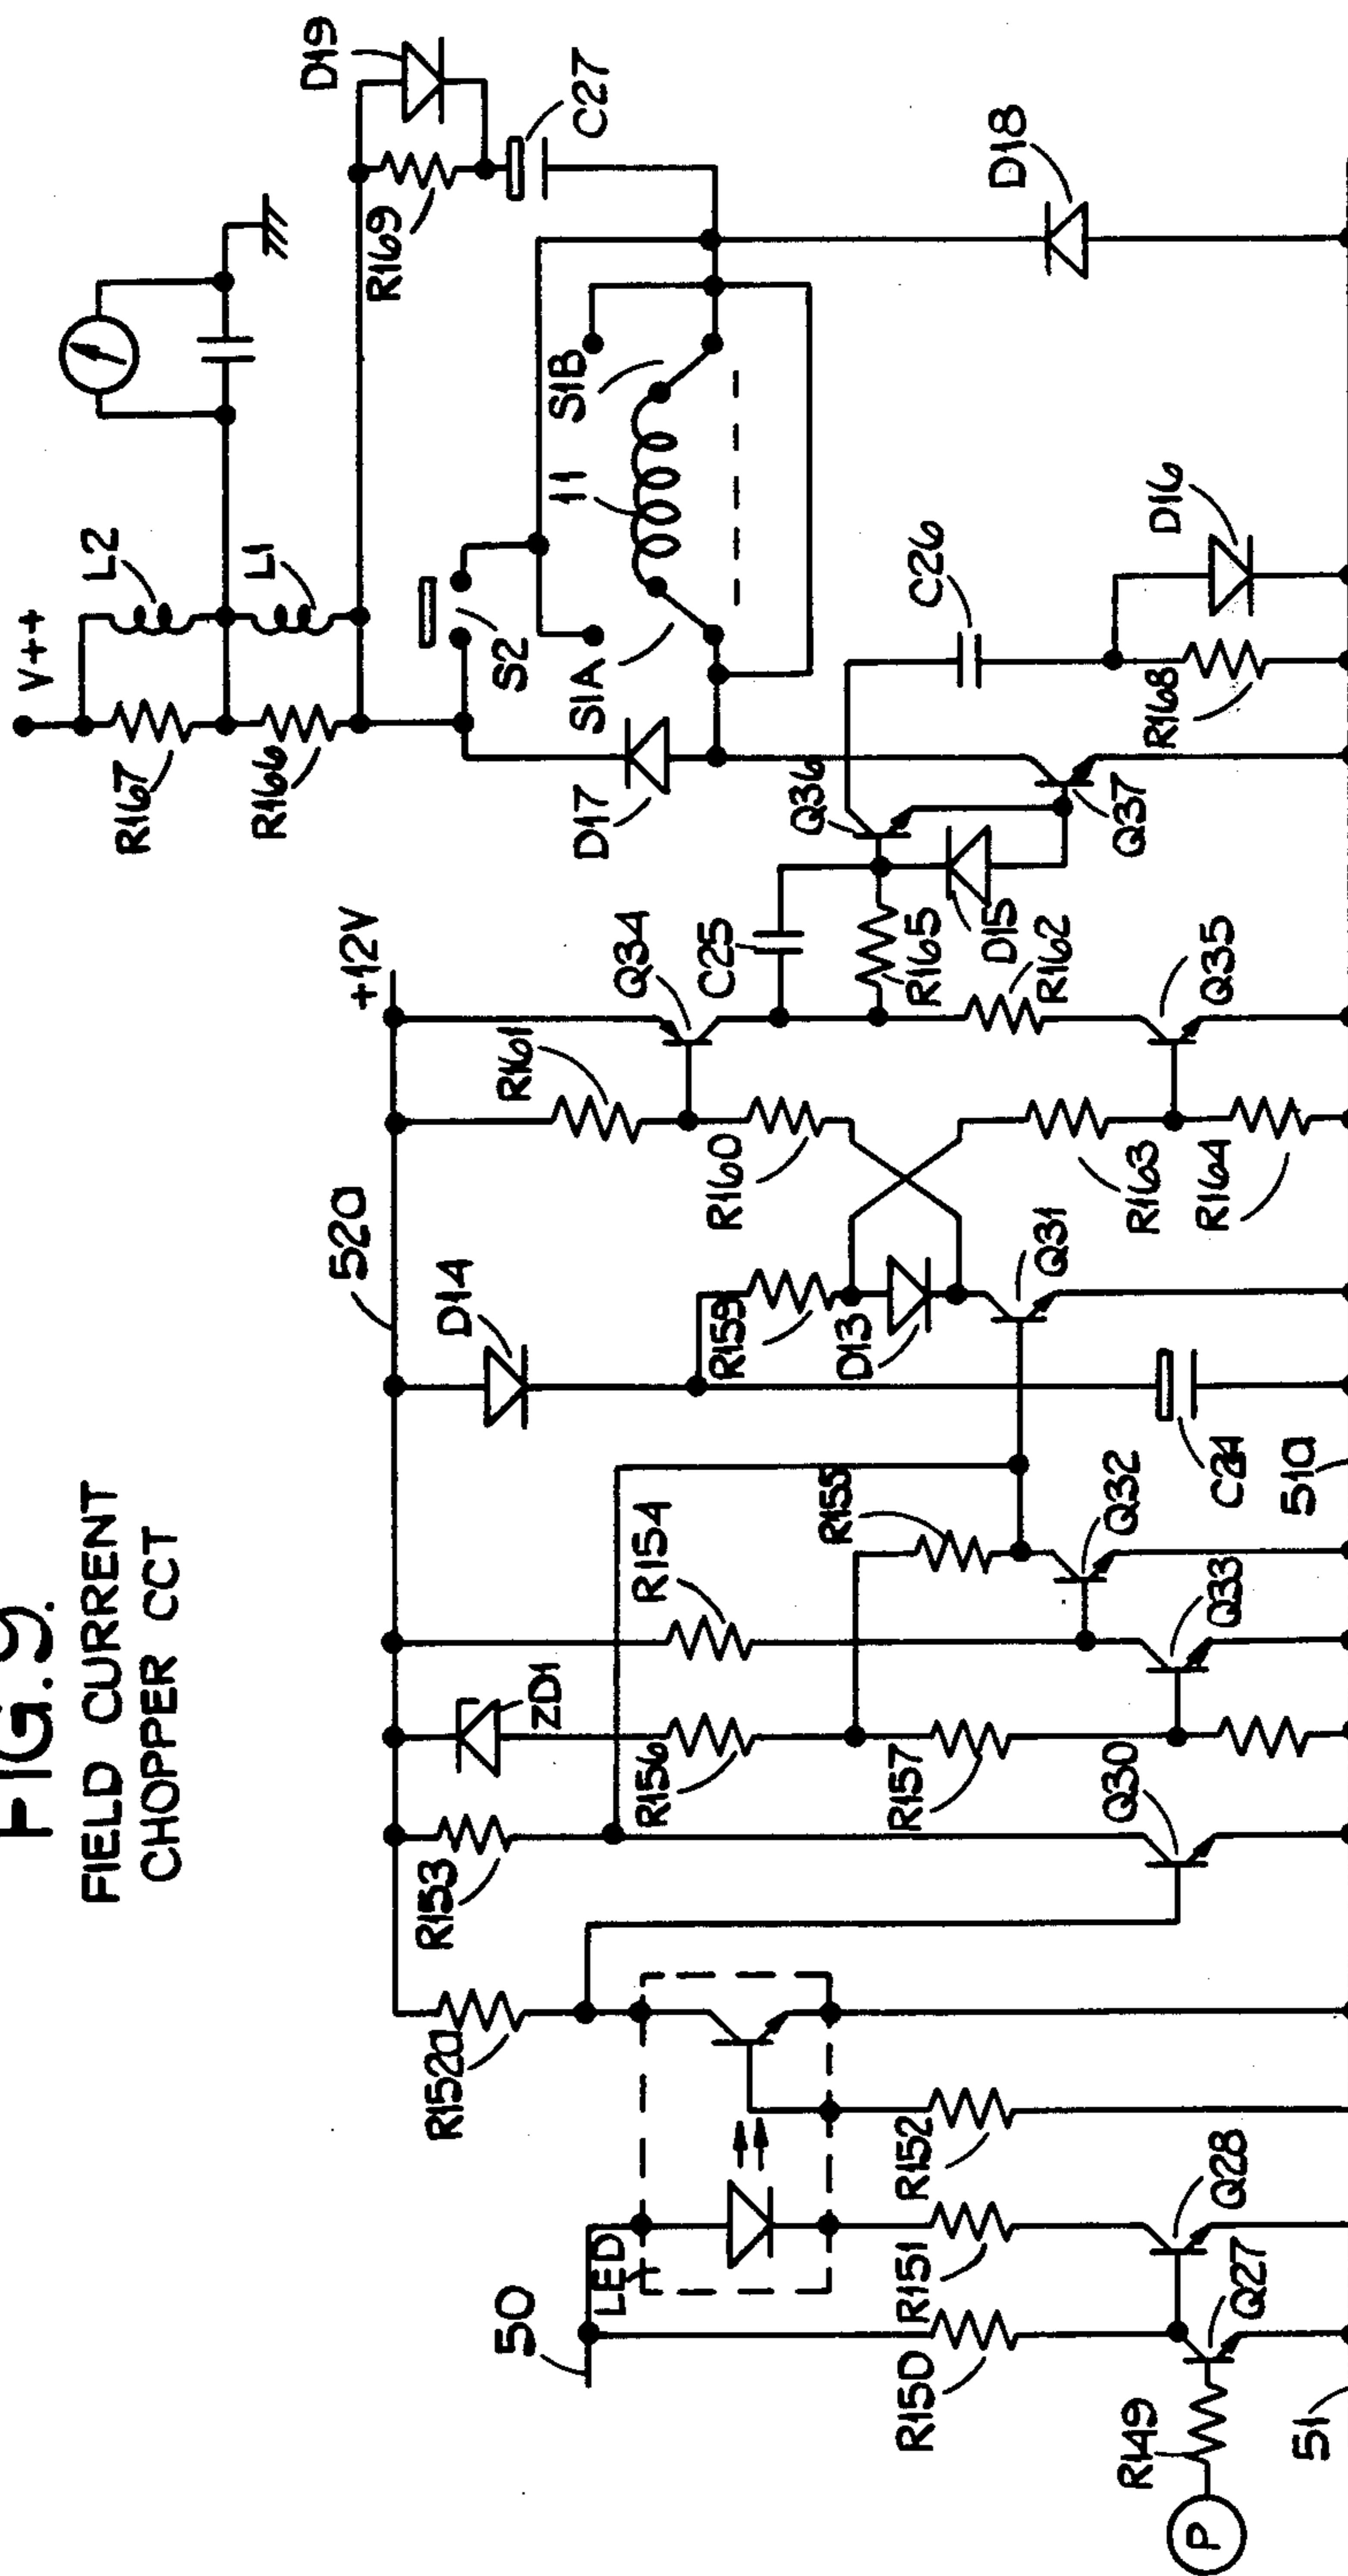 FIG.9.
FIELD CURRENT
CHOPPER CCT
V++
L2
R167
L1
R166
D19
R169
C27
52a
+12V
D14
R161
S2
S1A
11
S1B
D17
R152a
R153
ZD1
R154
Q34
C25
Q36
50
LED
R156
R155
R159
R160
D13
R165
D15
R162
C26
D18
R150
R151
R152
R157
Q32
Q31
R163
Q35
Q37
R168
D16
P
R149
Q27
Q28
Q30
Q33
C24
R164
51
51a